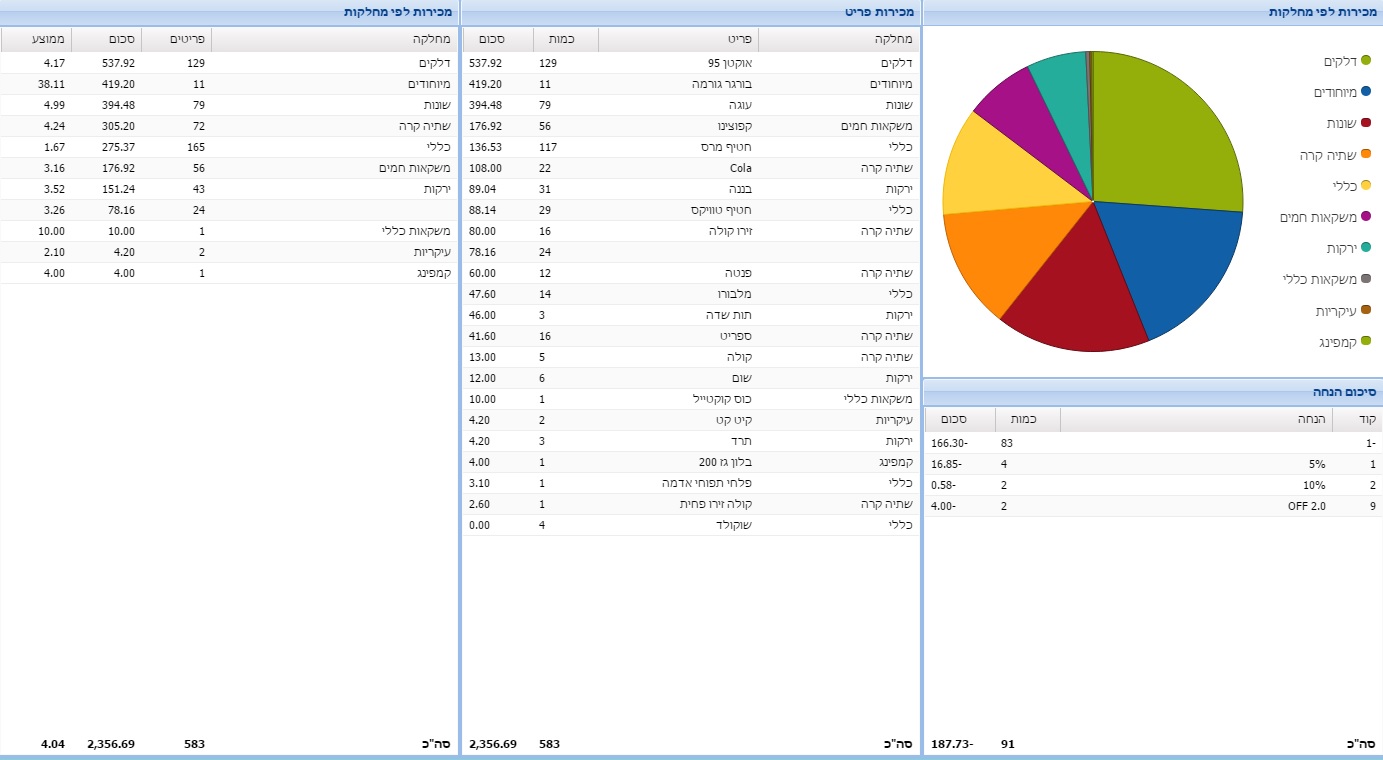 מכירות לפי מחלקות
דלקים
מיוחדים
שונות
שתיה קרה
כללי
משקאות חמים
ירקות
משקאות כללי
עיקריות
קמפינג
סיכום הנחה
קוד הנחה כמות סכום
-1 83 -166.30
1 5% 4 -16.85
2 10% 2 -0.58
9 OFF 2.0 2 -4.00
סה"כ 91 -187.73
מכירות פריט
מחלקה פריט כמות סכום
דלקים אוקטן 95 129 537.92
מיוחדים בורגר גורמה 11 419.20
שונות עוגה 79 394.48
משקאות חמים קפוצינו 56 176.92
כללי חטיף מרס 117 136.53
שתיה קרה Cola 22 108.00
ירקות בננה 31 89.04
כללי חטיף טוויקס 29 88.14
שתיה קרה זירו קולה 16 80.00
24 78.16
שתיה קרה פנטה 12 60.00
כללי מלבורו 14 47.60
ירקות תות שדה 3 46.00
שתיה קרה ספריט 16 41.60
שתיה קרה קולה 5 13.00
ירקות שום 6 12.00
משקאות כללי כוס קוקטייל 1 10.00
עיקריות קיט קט 2 4.20
ירקות תרד 3 4.20
קמפינג בלון גז 200 1 4.00
כללי פלחי תפוחי אדמה 1 3.10
שתיה קרה קולה זירו פחית 1 2.60
כללי שוקולד 4 0.00
סה"כ 583 2,356.69
מכירות לפי מחלקות
מחלקה פריטים סכום ממוצע
דלקים 129 537.92 4.17
מיוחדים 11 419.20 38.11
שונות 79 394.48 4.99
שתיה קרה 72 305.20 4.24
כללי 165 275.37 1.67
משקאות חמים 56 176.92 3.16
ירקות 43 151.24 3.52
24 78.16 3.26
משקאות כללי 1 10.00 10.00
עיקריות 2 4.20 2.10
קמפינג 1 4.00 4.00
סה"כ 583 2,356.69 4.04